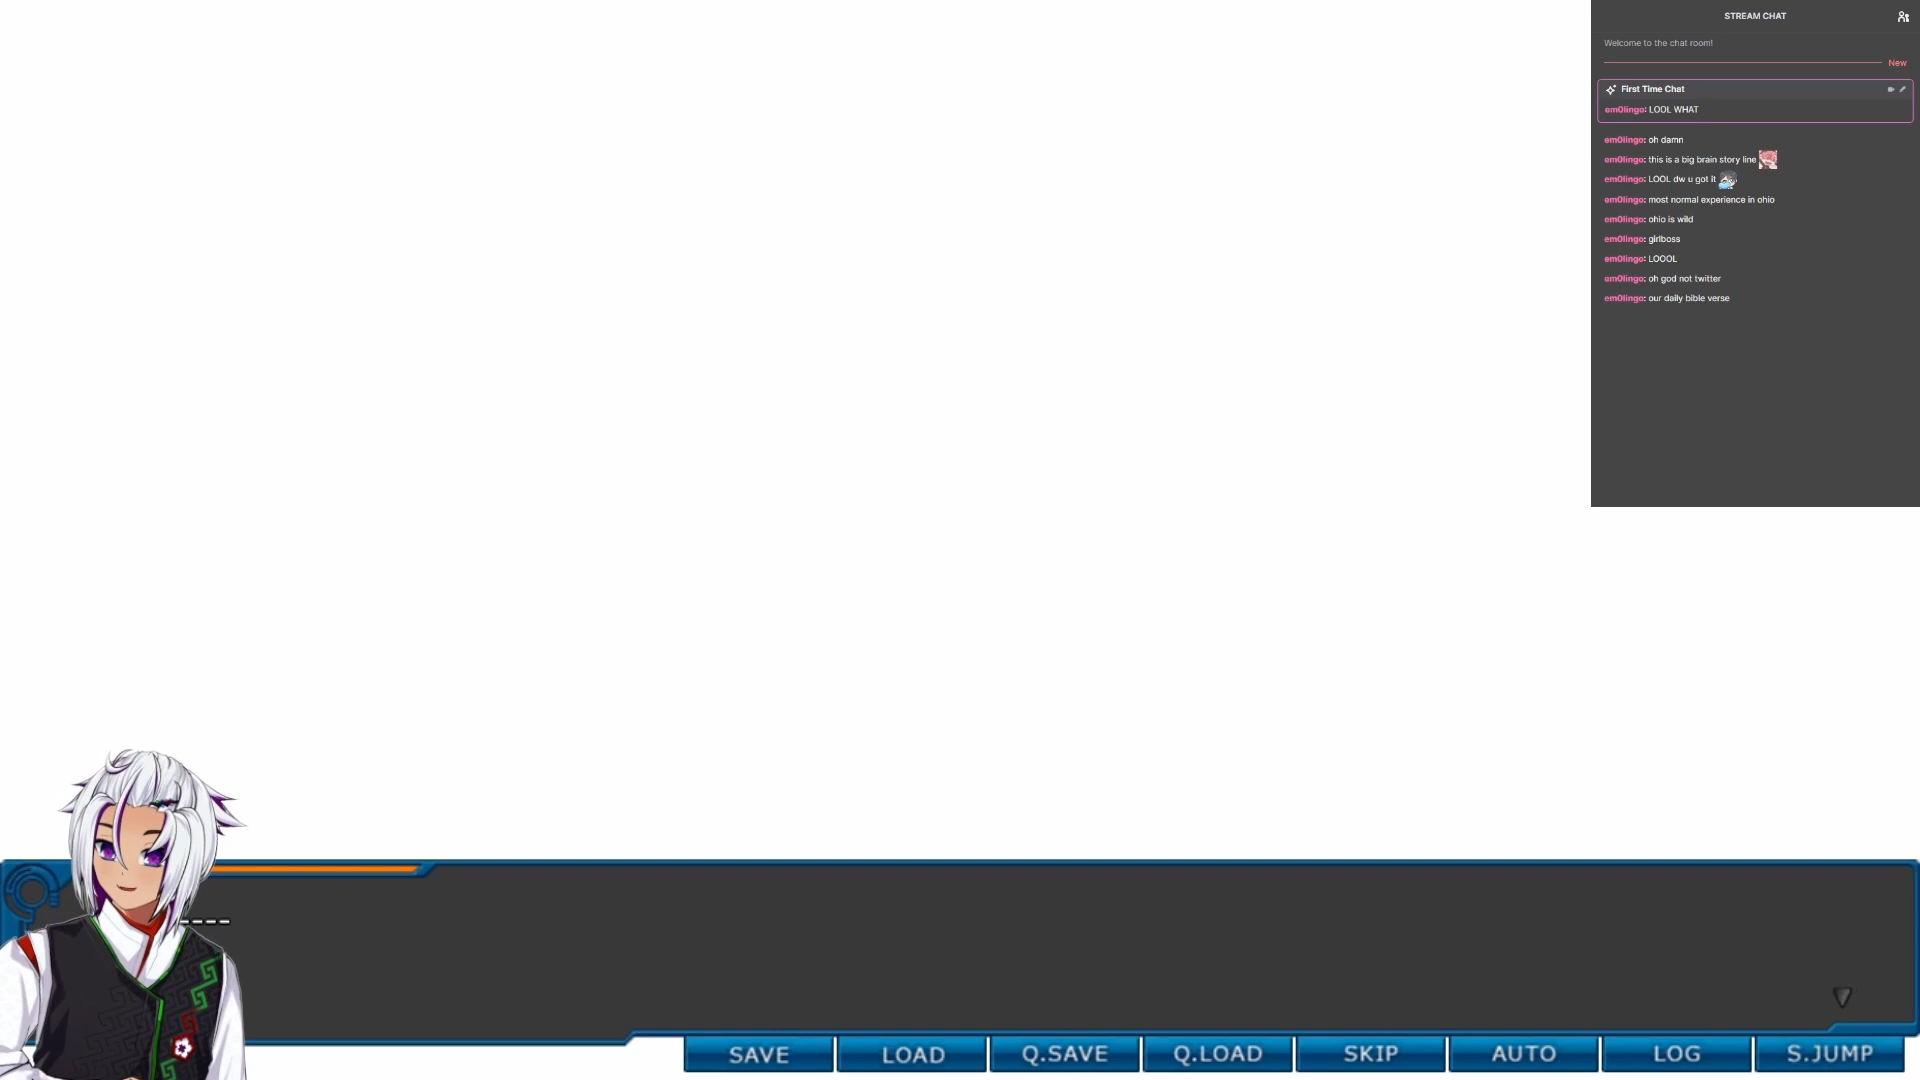 STREAM CHAT
Welcome to the chat room!
New
First Time Chat
em0lingo: LOOL WHAT
em0lingo: oh damn
em0lingo: this is a big brain story line
em0lingo: LOOL dw u got it
em0lingo: most normal experience in ohio
em0lingo: ohio is wild
em0lingo: girlboss
em0lingo: LOOOL
em0lingo: oh god not twitter
em0lingo: our daily bible verse
----
SAVE
LOAD
Q.SAVE
Q.LOAD
SKIP
AUTO
LOG
S.JUMP